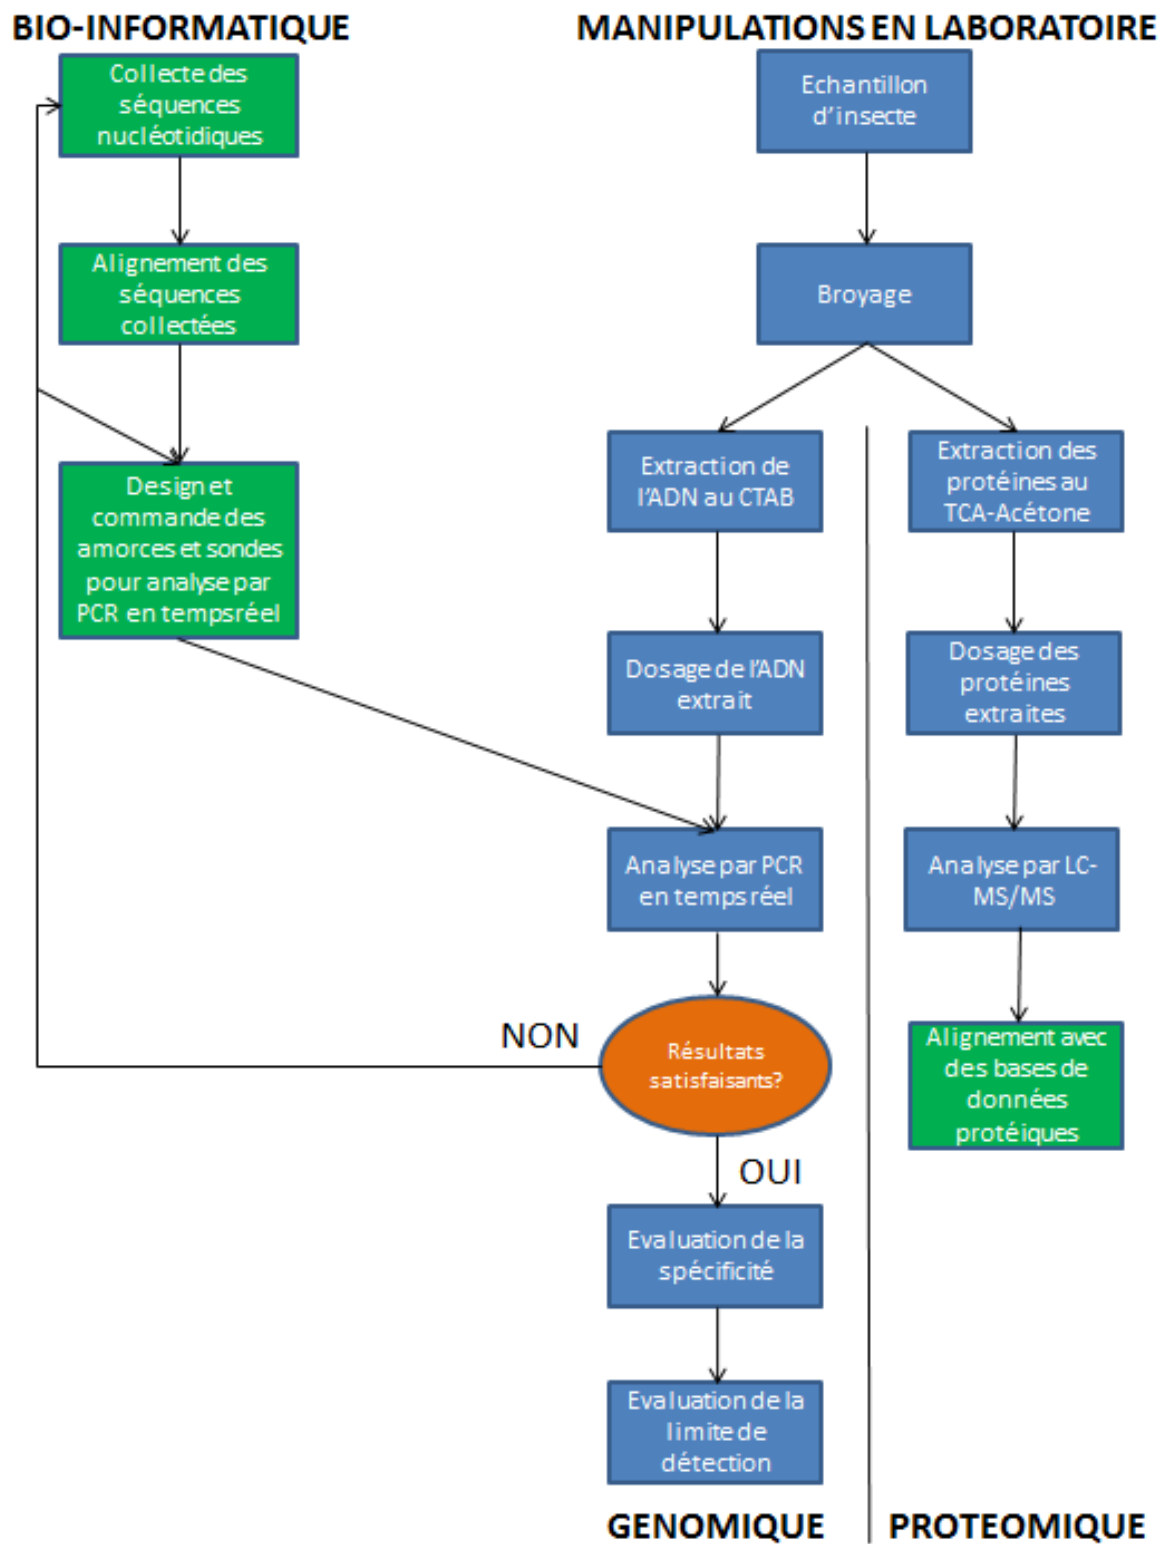 BIO-INFORMATIQUE
Collecte des
séquences
nucléotidiques
Alignement des
séquences
collectées
Design et
commande des
amorces et sondes
pour analyse par
PCR en temps réel
MANIPULATIONS EN LABORATOIRE
Echantillon
d'insecte
Broyage
Extraction de
l'ADN au CTAB
Dosage de l'ADN
extrait
Analyse par PCR
en temps réel
NON
Résultats
satisfaisants?
OUI
Evaluation de la
spécificité
Evaluation de la
limite de
détection
GENOMIQUE
Extraction des
protéines au
TCA-Acétone
Dosage des
protéines
extraites
Analyse par LC-
MS/MS
Alignement avec
des bases de
données
protéiques
PROTEOMIQUE